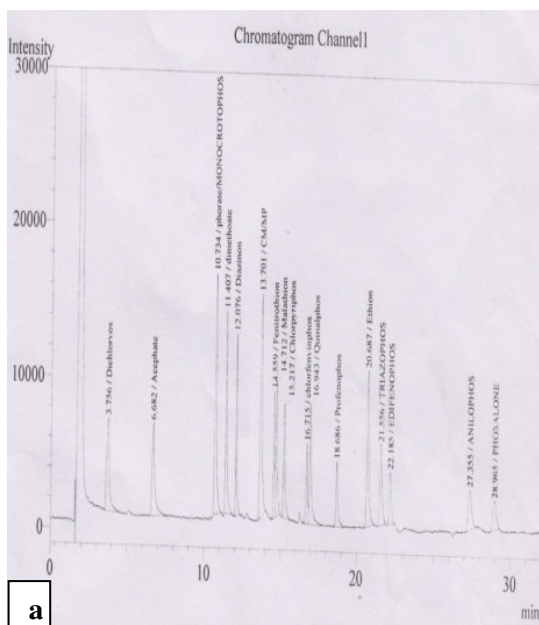 Chromatogram Channel1
Intensity
30000
20000
10000
0
3.756 / Dichlorvos
6.682 / Acephate
10.734 / phorate/MONOCROTOPHOS
11.407 / dimethoate
12.076 / Diazinon
13.701 / CM/MP
14.559 / Fenitrothion
14.712 / Malathion
15.217 / Chlorpyriphos
16.715 / chlorfenvinphos
16.943 / Quinalphos
18.686 / Profenophos
20.687 / Ethion
21.556 / TRIAZOPHOS
22.185 / EDIFENOPHOS
27.355 / ANILOPHOS
28.965 / PHOSALONE
0
10
20
30
min
a